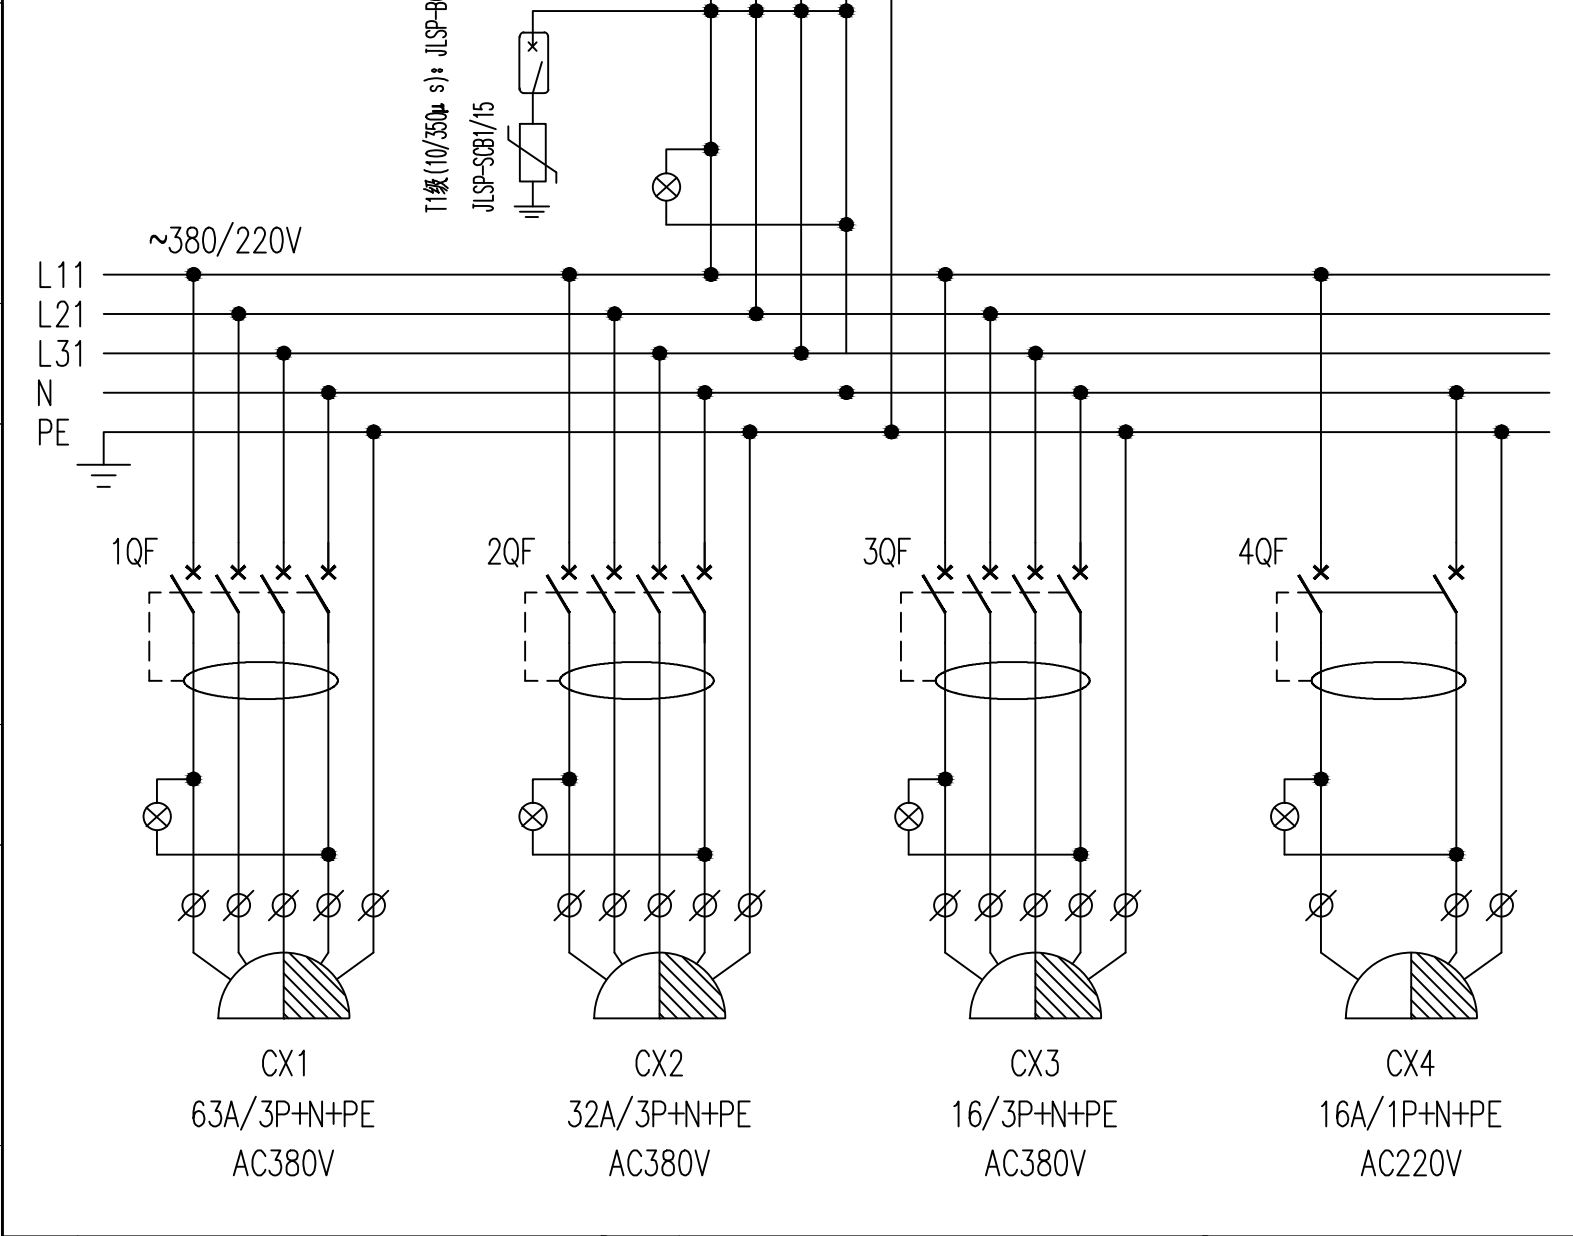 T1级(10/350μ s): JLSP-B
JLSP-SCB1/15
~380/220V
L11
L21
L31
N
PE
1QF
2QF
3QF
4QF
CX1
63A/3P+N+PE
AC380V
CX2
32A/3P+N+PE
AC380V
CX3
16/3P+N+PE
AC380V
CX4
16A/1P+N+PE
AC220V